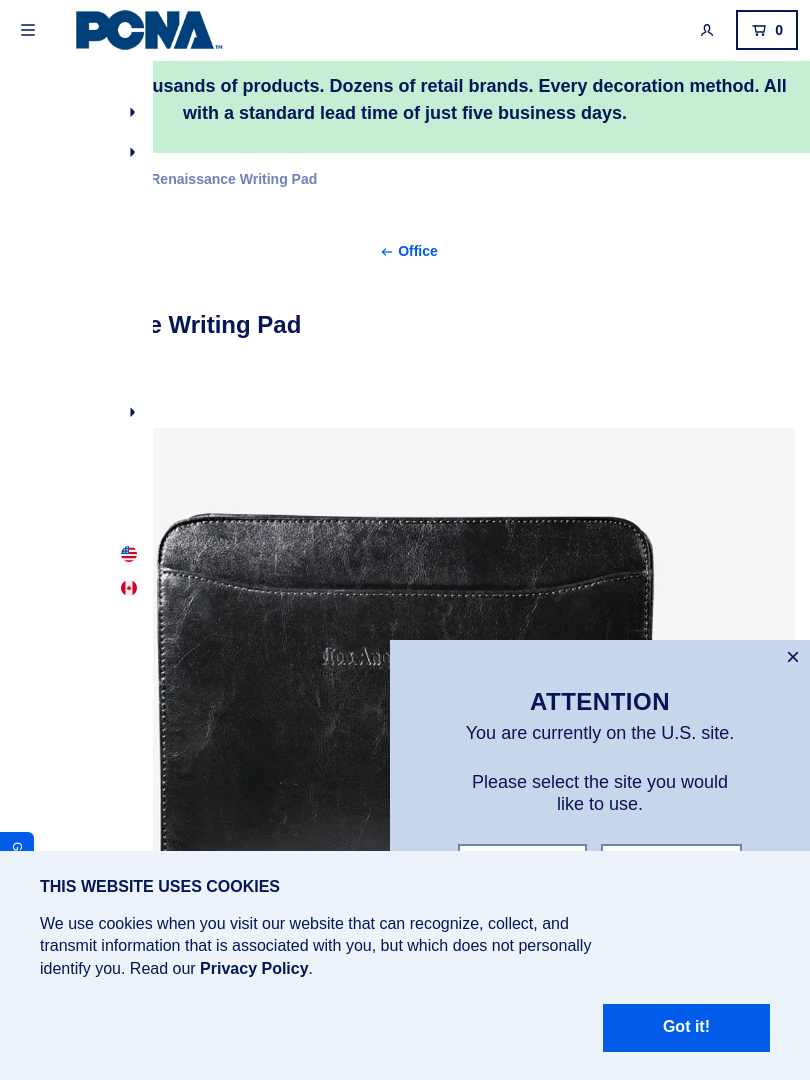 PCNA
0
usands of products. Dozens of retail brands. Every decoration method. All
with a standard lead time of just five business days.
Renaissance Writing Pad
Office
e Writing Pad
ATTENTION
You are currently on the U.S. site.
Please select the site you would
like to use.
G
THIS WEBSITE USES COOKIES
We use cookies when you visit our website that can recognize, collect, and
transmit information that is associated with you, but which does not personally
identify you. Read our Privacy Policy.
Got it!